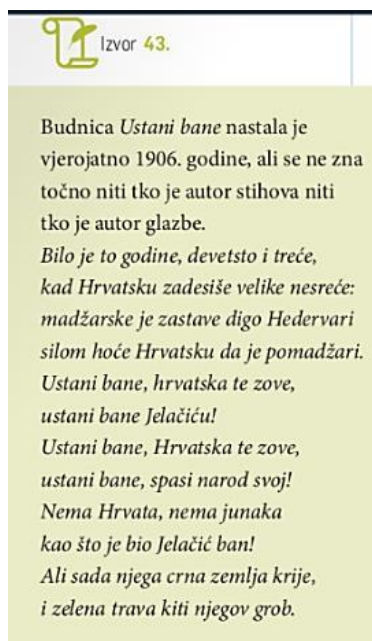 Izvor 43.
Budnica Ustani bane nastala je
vjerojatno 1906. godine, ali se ne zna
točno niti tko je autor stihova niti
tko je autor glazbe.
Bilo je to godine, devetsto i treće,
kad Hrvatsku zadesiše velike nesreće:
madžarske je zastave digo Hedervari
silom hoće Hrvatsku da je pomadžari.
Ustani bane, hrvatska te zove,
ustani bane Jelačiću!
Ustani bane, Hrvatska te zove,
ustani bane, spasi narod svoj!
Nema Hrvata, nema junaka
kao što je bio Jelačić ban!
Ali sada njega crna zemlja krije,
i zelena trava kiti njegov grob.